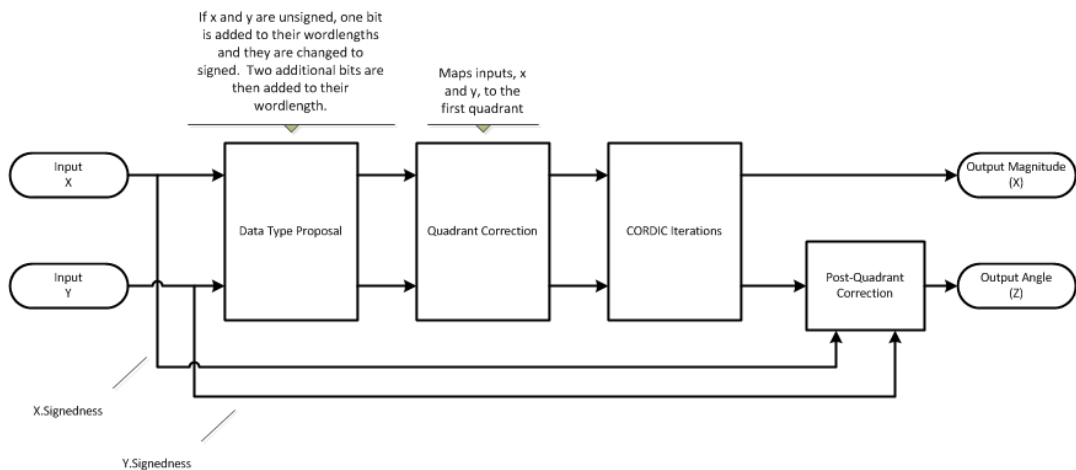 If x and y are unsigned, one bit
is added to their wordlengths
and they are changed to
signed. Two additional bits are
then added to their
wordlength.
Maps inputs, x
and y, to the
first quadrant
Input
X
Data Type Proposal
Quadrant Correction
CORDIC Iterations
Output Magnitude
(X)
Input
Y
Post-Quadrant
Correction
Output Angle
(Z)
X.Signedness
Y.Signedness